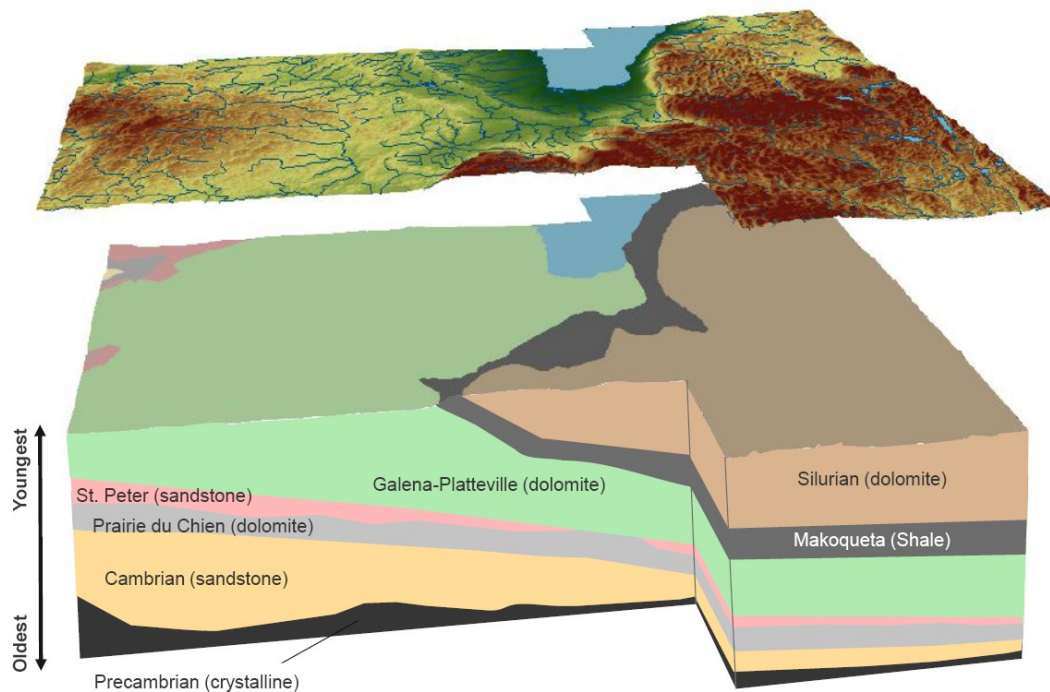 Youngest
Oldest
St. Peter (sandstone)
Prairie du Chien (dolomite)
Cambrian (sandstone)
Precambrian (crystalline)
Galena-Platteville (dolomite)
Silurian (dolomite)
Makoqueta (Shale)